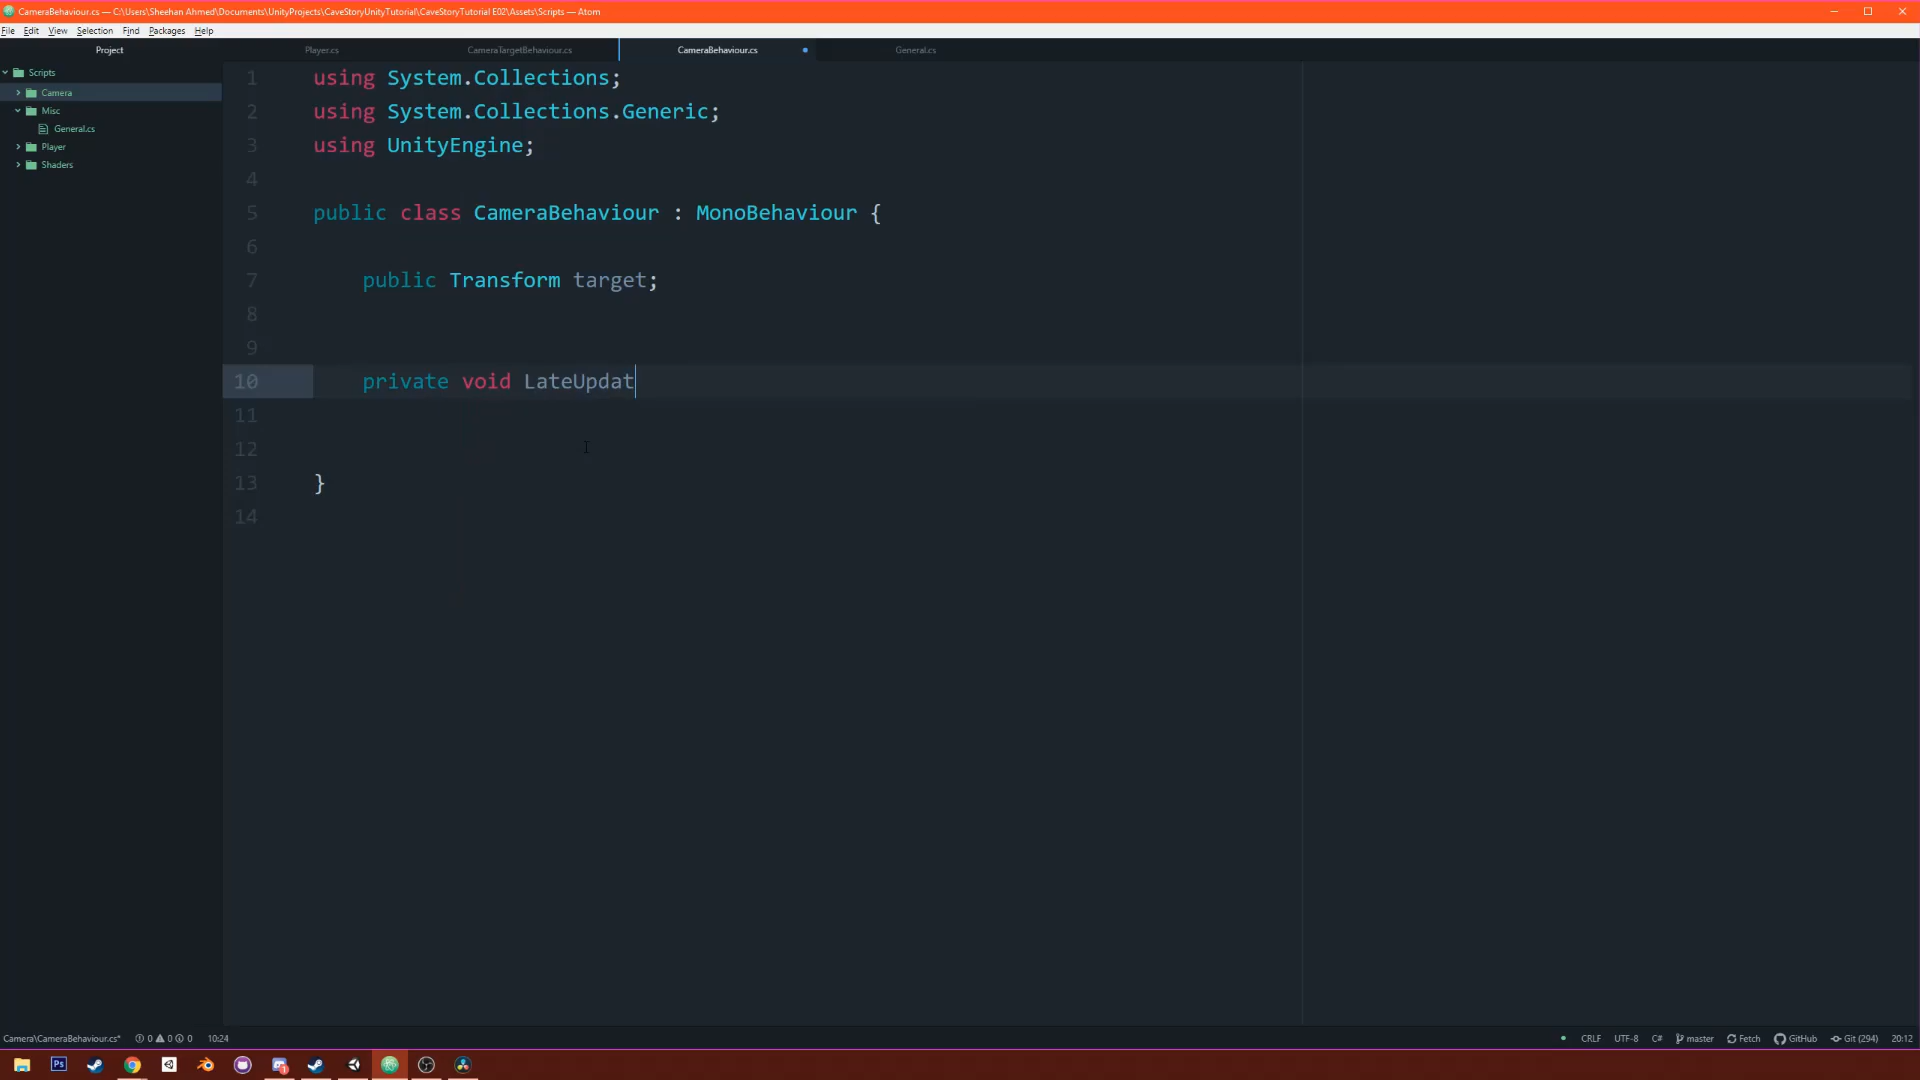 CameraBehaviour.cs — C:\Users\Sheehan Ahmed\Documents\UnityProjects\CaveStoryUnityTutorial\CaveStoryTutorial E02\Assets\Scripts — Atom
File Edit View Selection Find Packages Help
Project Player.cs CameraTargetBehaviour.cs CameraBehaviour.cs General.cs
Scripts
Camera
Misc
General.cs
Player
Shaders
1 using System.Collections;
2 using System.Collections.Generic;
3 using UnityEngine;
4
5 public class CameraBehaviour : MonoBehaviour {
6
7 public Transform target;
8
9
10 private void LateUpdat
11
12
13 }
14
Camera\CameraBehaviour.cs* 0 0 0 10:24 CRLF UTF-8 C# master Fetch GitHub Git (294) 20:12
Ps 1